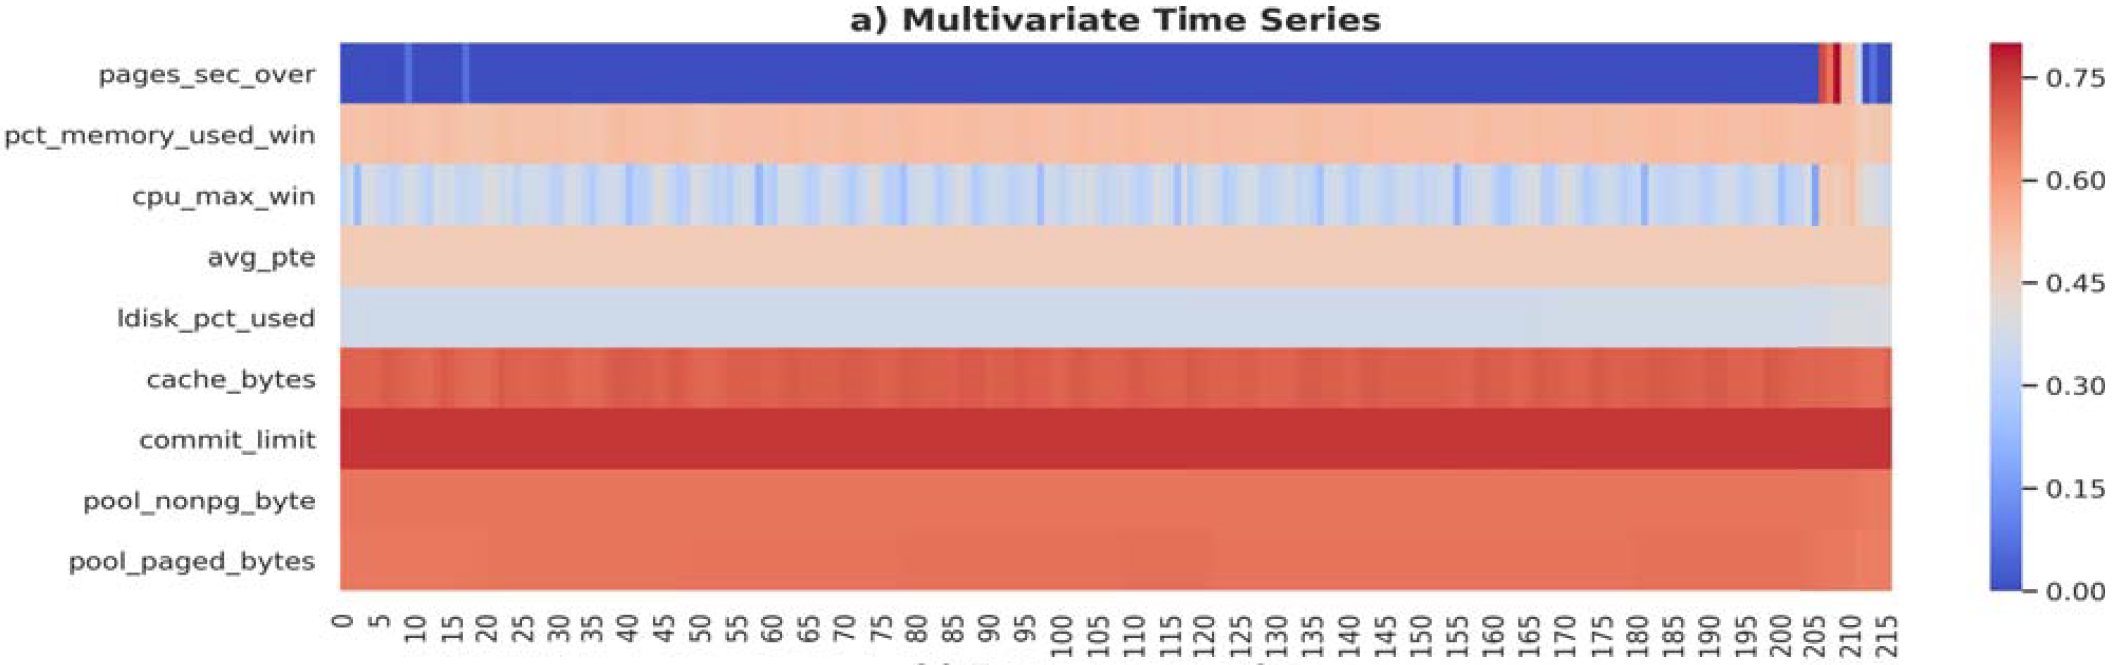 a) Multivariate Time Series
pages_sec_over
pct_memory_used_win
cpu_max_win
avg_pte
ldisk_pct_used
cache_bytes
commit_limit
pool_nonpg_byte
pool_paged_bytes
0 5 10 15 20 25 30 35 40 45 50 55 60 65 70 75 80 85 90 95 100 105 110 115 120 125 130 135 140 145 150 155 160 165 170 175 180 185 190 195 200 205 210 215
0.75
0.60
0.45
0.30
0.15
0.00